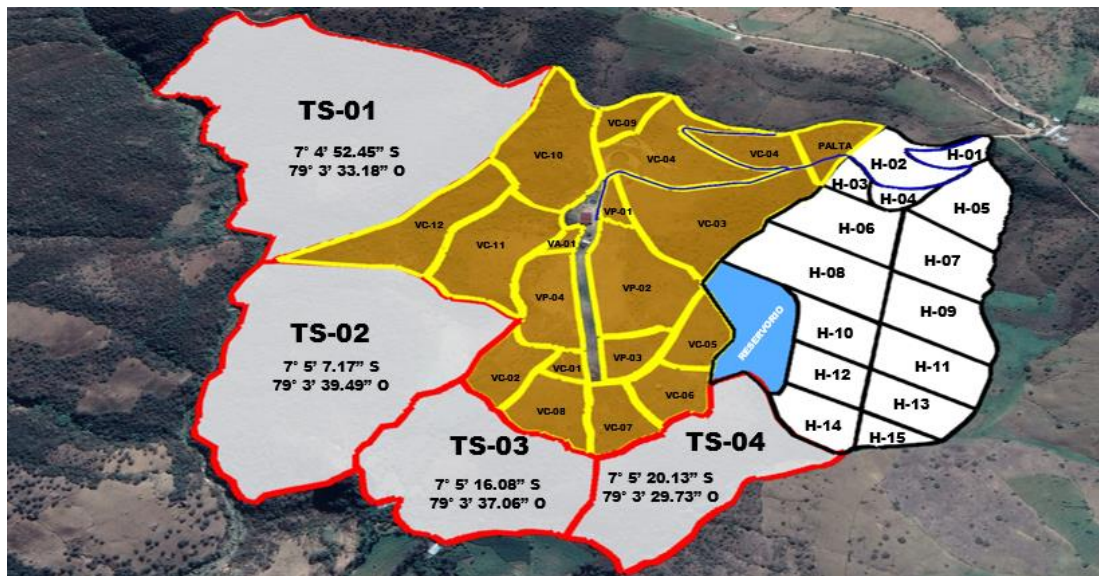 TS-01
7° 4' 52.45” S
79° 3' 33.18” O
VC-09
VC-10
VC-04
VC-04
PALTA
H-01
H-02
H-03
H-04
H-05
VP-01
VC-12
VC-11
VA-01
VC-03
H-06
H-07
H-08
VP-04
VP-02
H-09
RESERVORIO
TS-02
7° 5' 7.17” S
79° 3' 39.49” O
H-10
VC-05
VP-03
H-11
VC-02
VC-01
H-12
VC-06
H-13
VC-08
VC-07
H-14
H-15
TS-03
7° 5' 16.08” S
79° 3' 37.06” O
TS-04
7° 5' 20.13” S
79° 3' 29.73” O